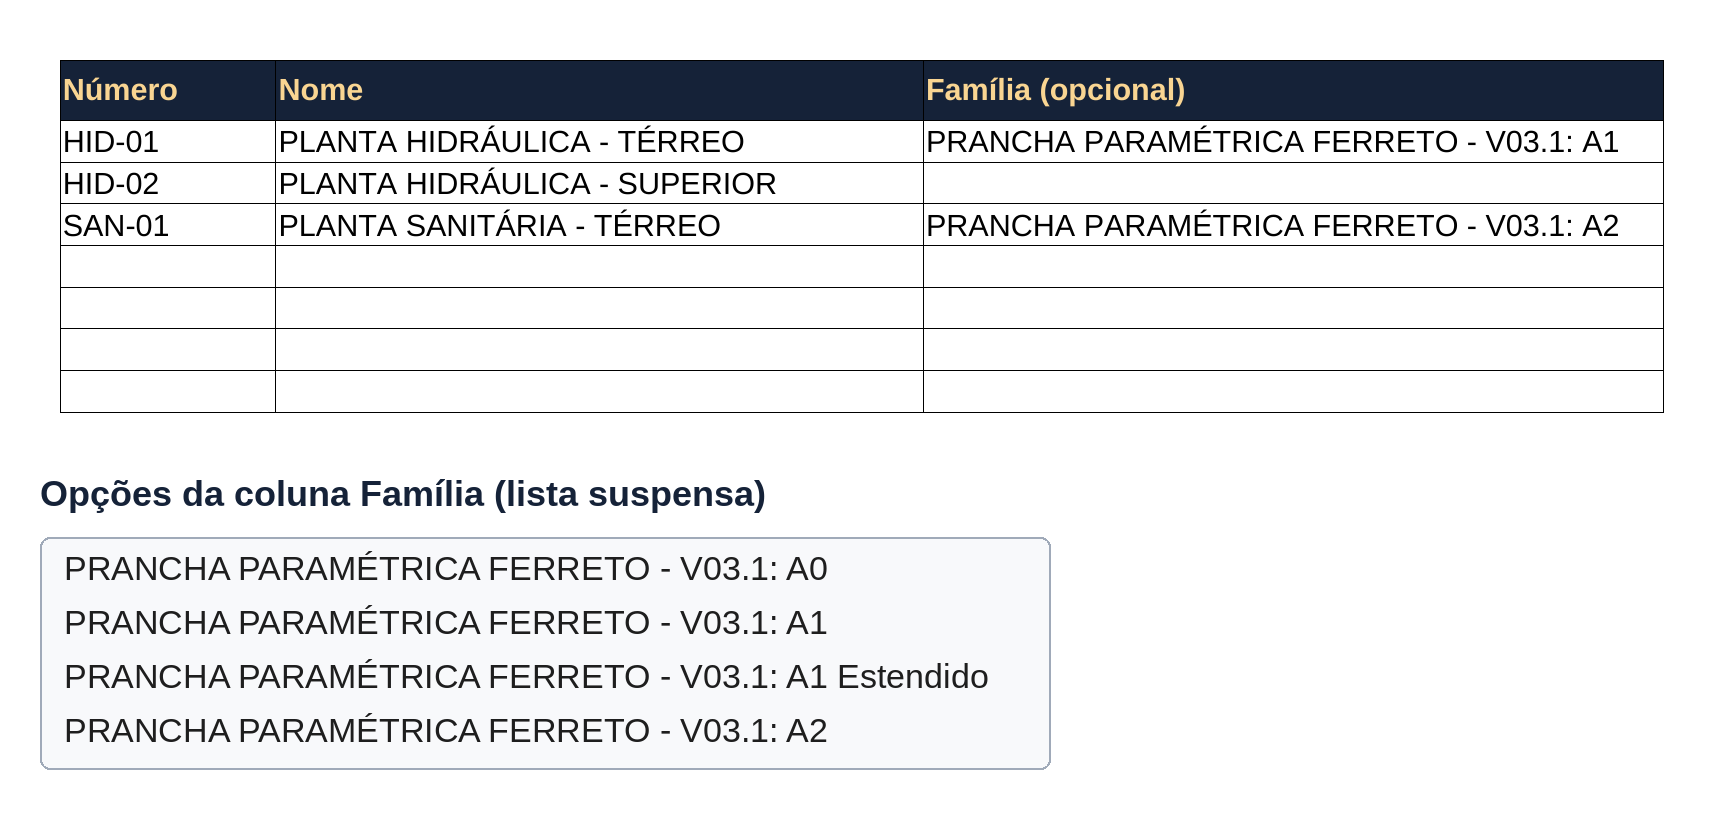 Número Nome Família (opcional)
HID-01 PLANTA HIDRÁULICA - TÉRREO PRANCHA PARAMÉTRICA FERRETO - V03.1: A1
HID-02 PLANTA HIDRÁULICA - SUPERIOR
SAN-01 PLANTA SANITÁRIA - TÉRREO PRANCHA PARAMÉTRICA FERRETO - V03.1: A2
Opções da coluna Família (lista suspensa)
PRANCHA PARAMÉTRICA FERRETO - V03.1: A0
PRANCHA PARAMÉTRICA FERRETO - V03.1: A1
PRANCHA PARAMÉTRICA FERRETO - V03.1: A1 Estendido
PRANCHA PARAMÉTRICA FERRETO - V03.1: A2